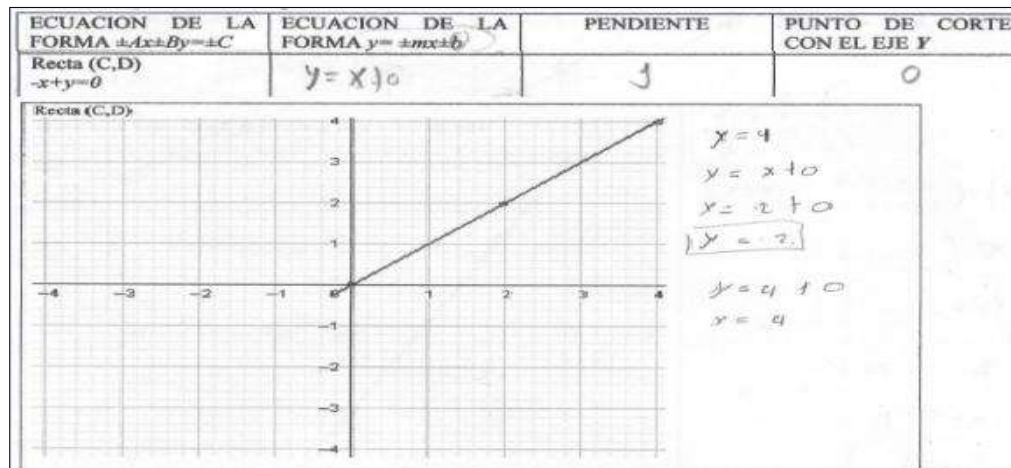 ECUACION DE LA FORMA ±Ax±By=±C
ECUACION DE LA FORMA y= ±mx±b
PENDIENTE
PUNTO DE CORTE CON EL EJE Y
Recta (C,D)
-x+y=0
y = x+0
1
0
Recta (C,D)
4
3
2
1
-4 -3 -2 -1 0 1 2 3 4
-1
-2
-3
-4
y = x+0
y = 2+0
y = 2
y = 4+0
y = 4